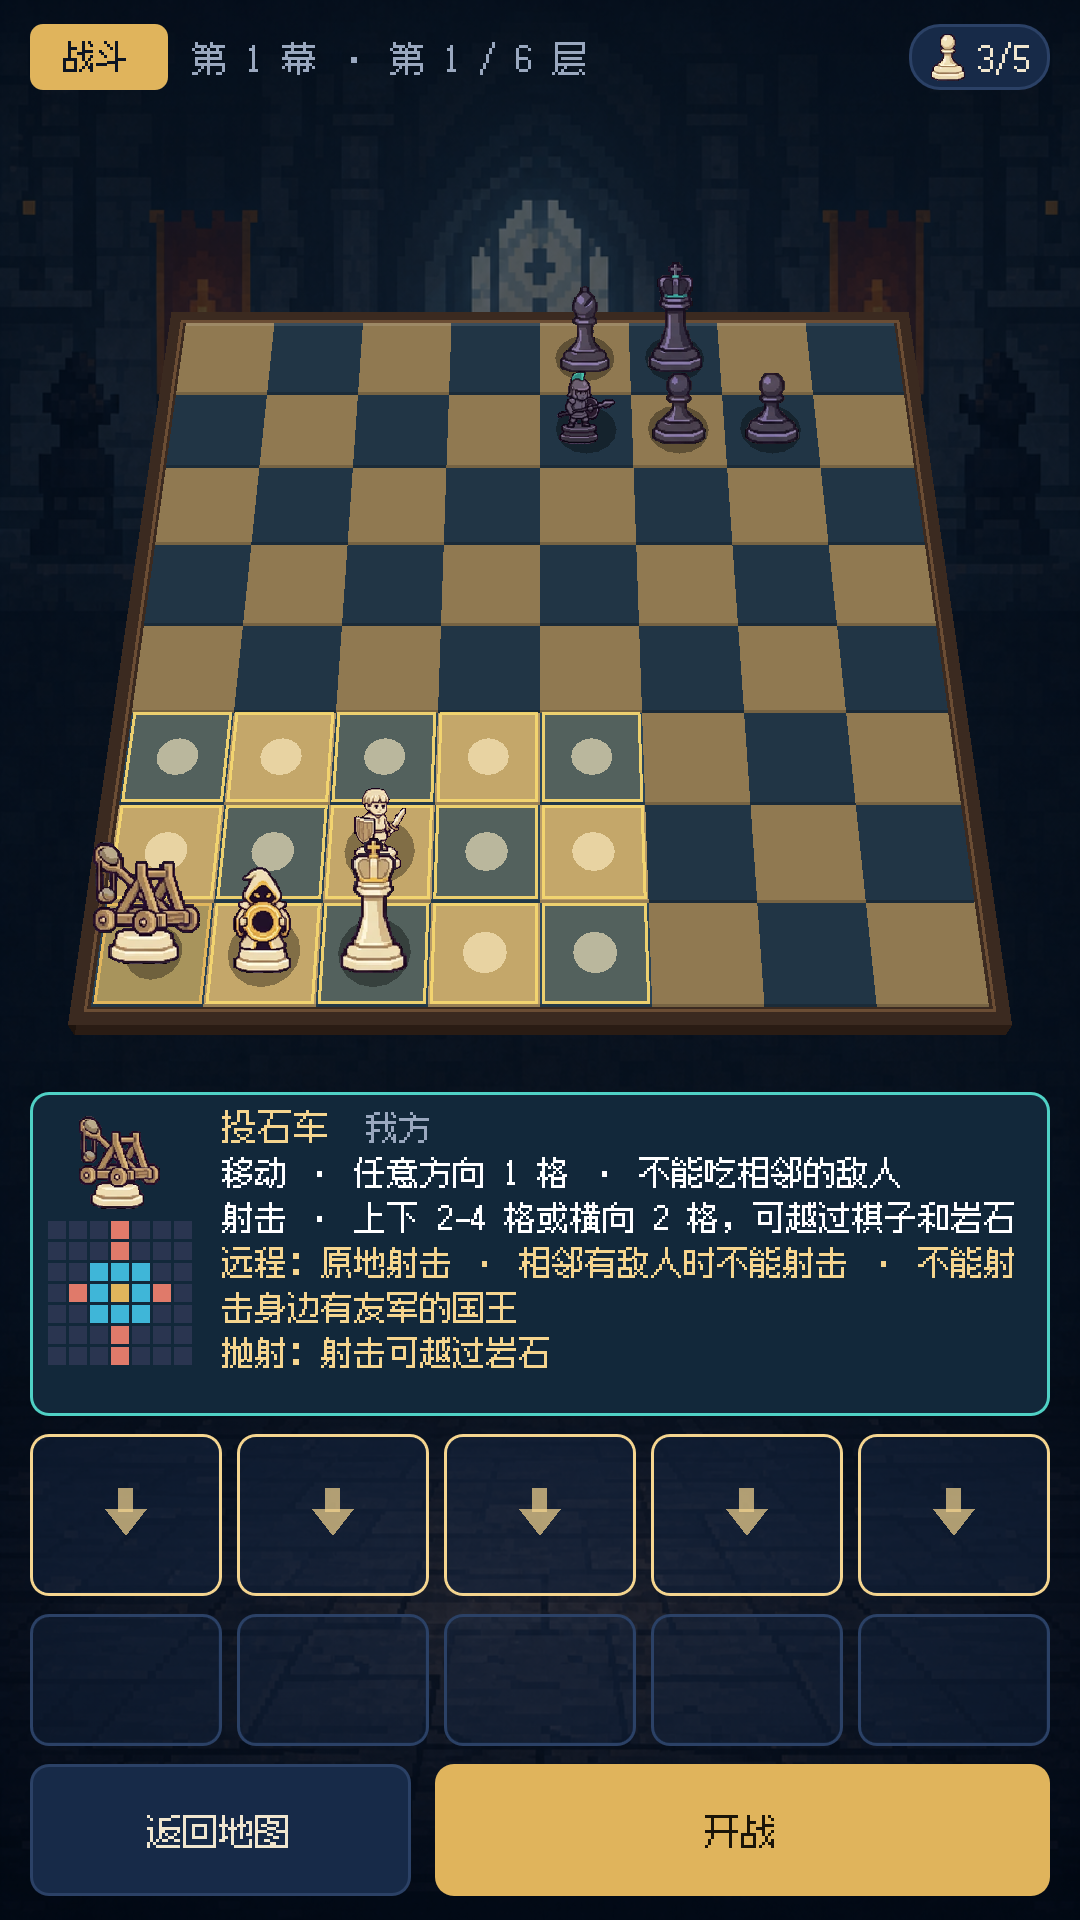 战斗 第 1 幕 · 第 1 / 6 层 3/5
投石车 我方
移动 · 任意方向 1 格 · 不能吃相邻的敌人
射击 · 上下 2-4 格或横向 2 格，可越过棋子和岩石
远程：原地射击 · 相邻有敌人时不能射击 · 不能射
击身边有友军的国王
抛射：射击可越过岩石
返回地图 开战